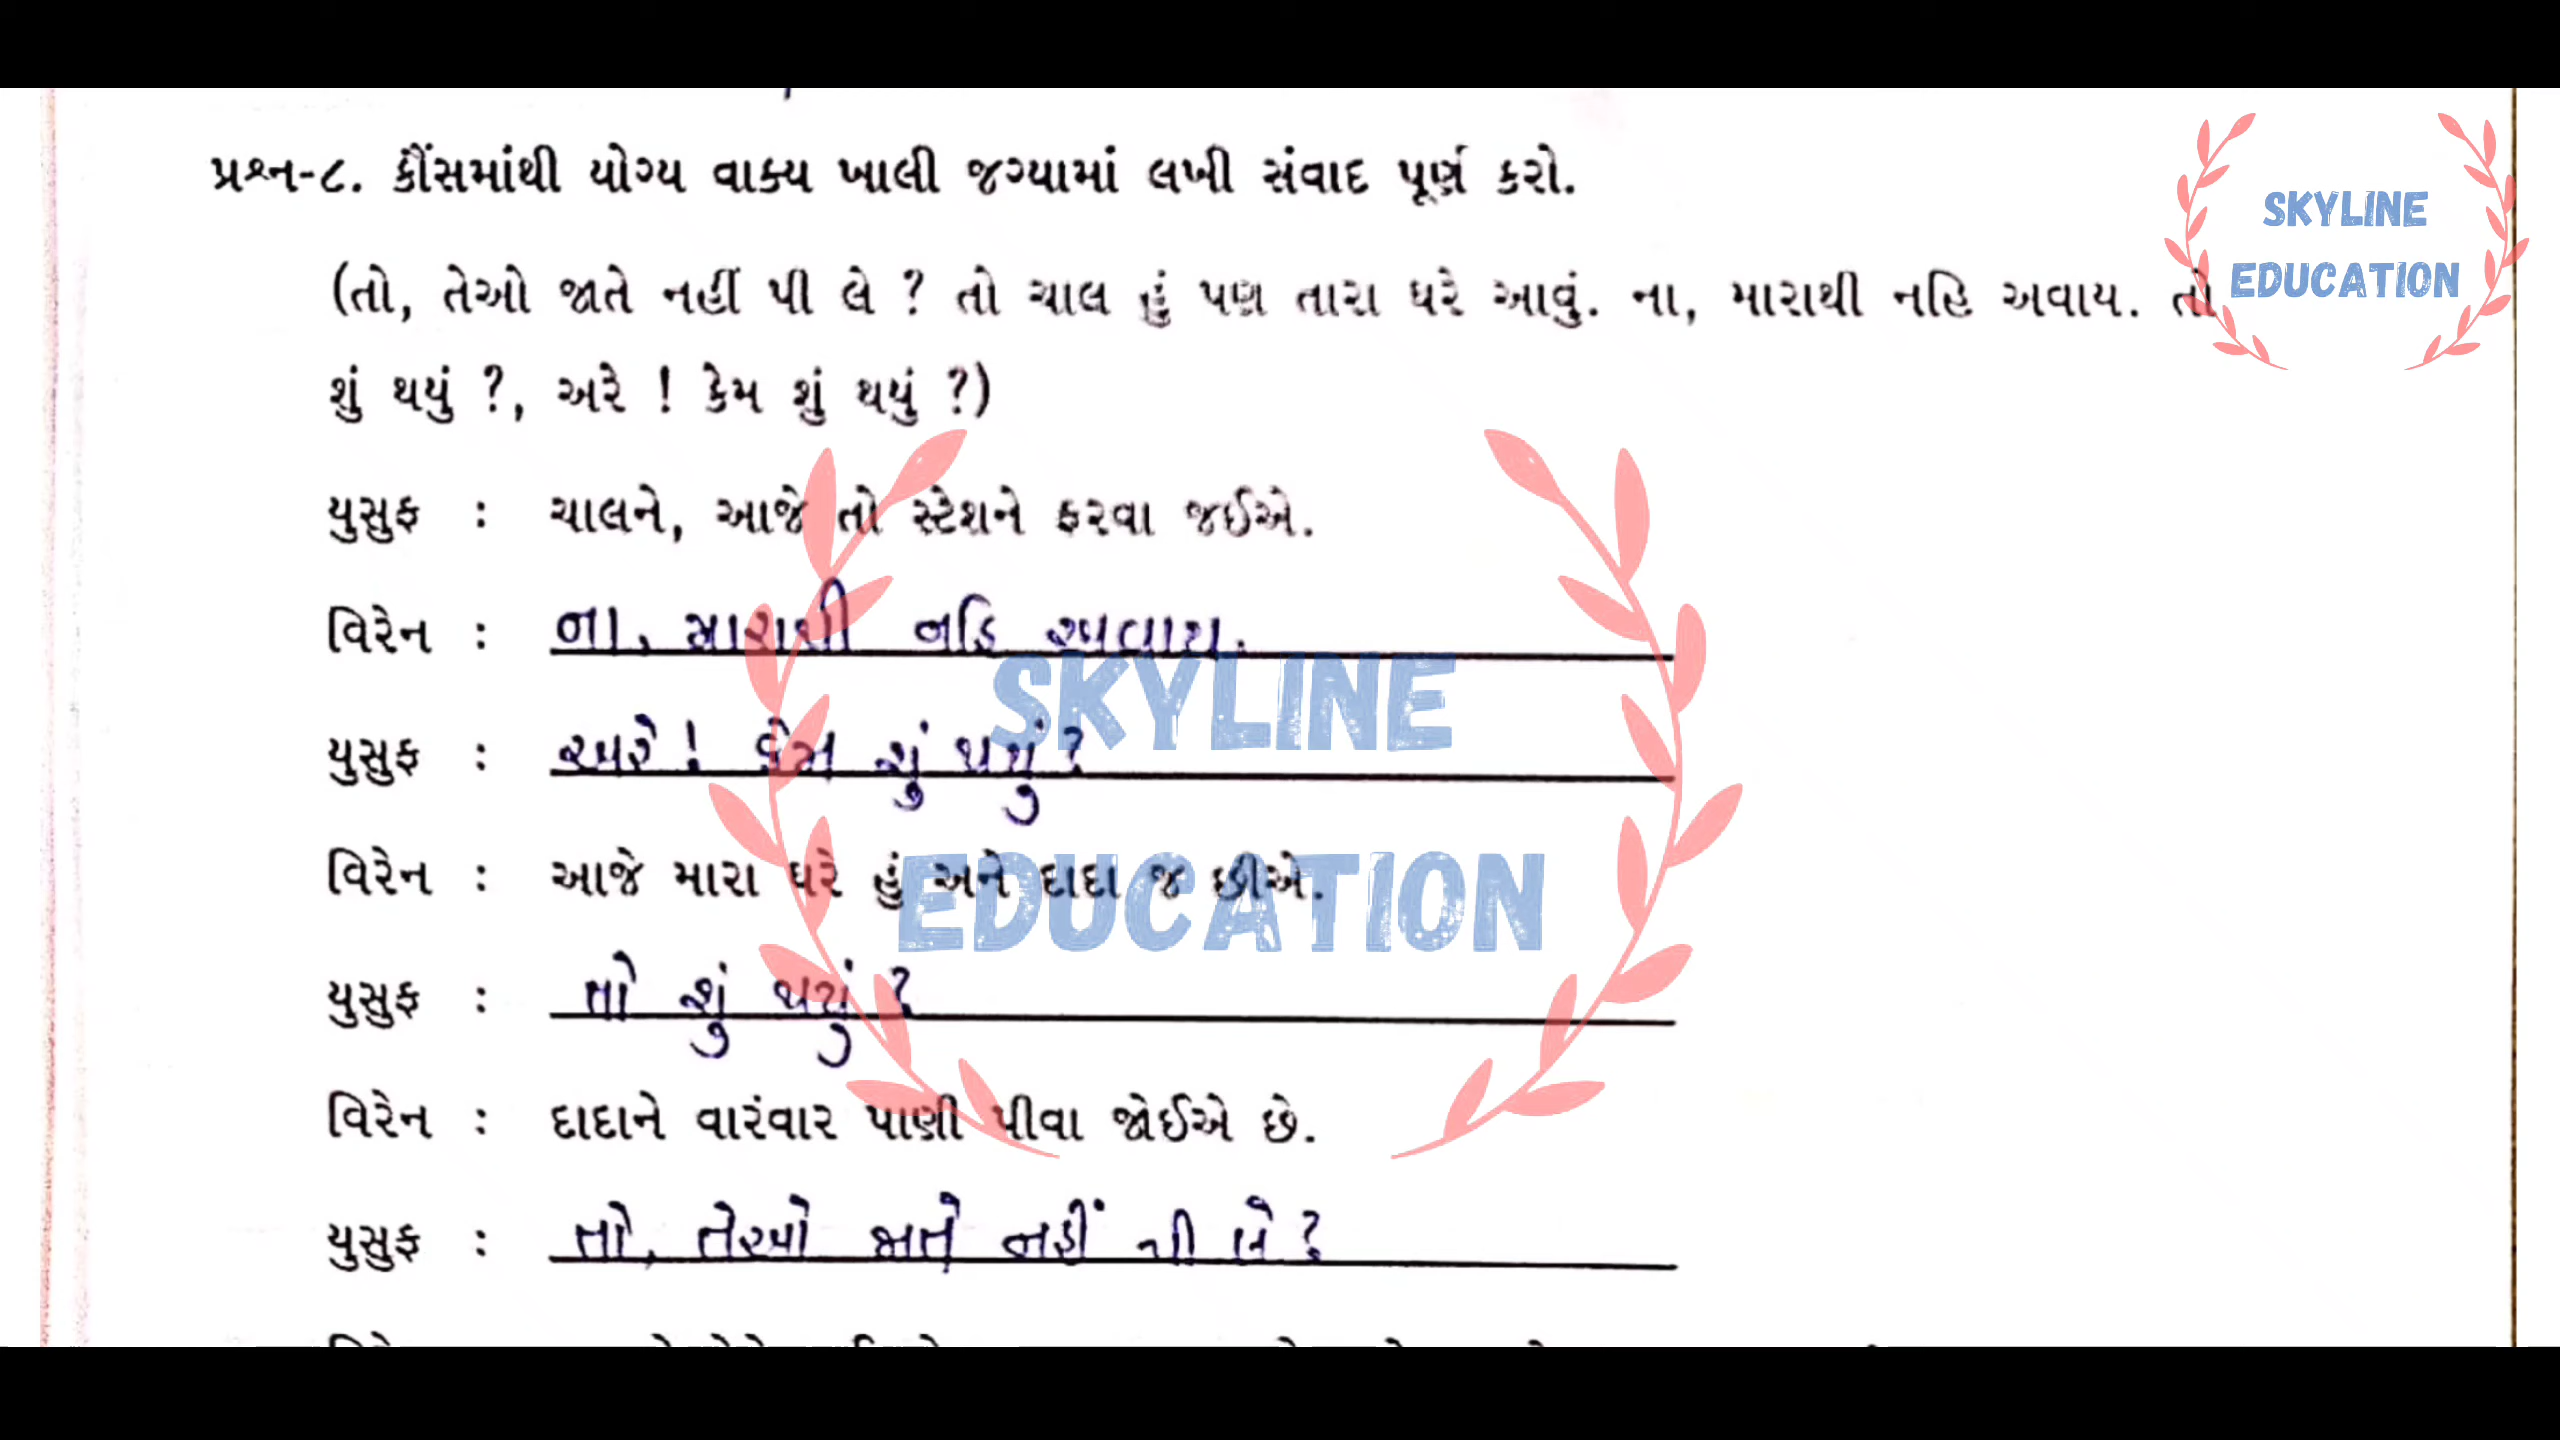 પ્રશ્ન-૮. કૌંસમાંથી યોગ્ય વાક્ય ખાલી જગ્યામાં લખી સંવાદ પૂર્ણ કરો.
SKYLINE
EDUCATION
(તો, તેઓ જાતે નહીં પી લે ? તો ચાલ હું પણ તારા ઘરે આવું. ના, મારાથી નહિ અવાય. તો
શું થયું ?, અરે ! કેમ શું થયું ?)
યુસુફ : ચાલને, આજે તો સ્ટેશને ફરવા જઈએ.
વિરેન : ના, મારાથી નહિ અવાય.
યુસુફ : અરે ! કેમ શું થયું ?
SKYLINE
EDUCATION
વિરેન : આજે મારા ઘરે હું અને દાદા જ છીએ.
યુસુફ : તો શું થયું ?
વિરેન : દાદાને વારંવાર પાણી પીવા જોઈએ છે.
યુસુફ : તો, તેઓ જાતે નહીં પી લે ?